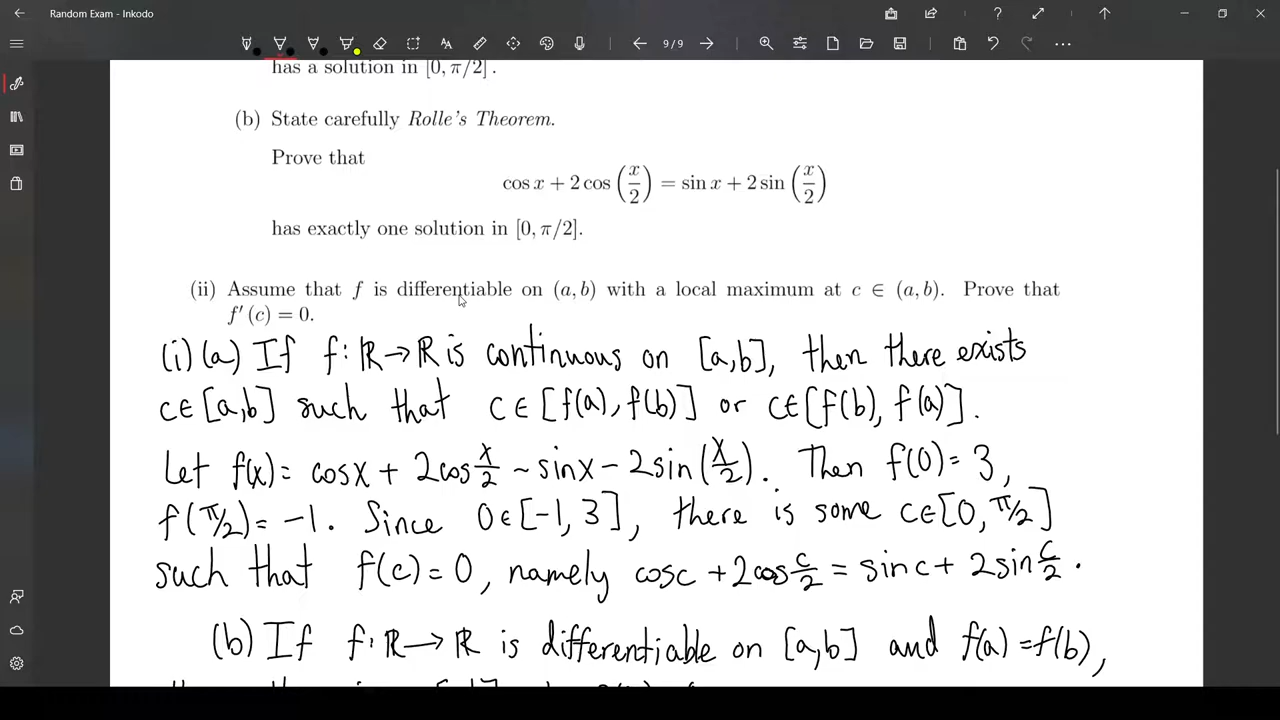 Random Exam - Inkodo
9/9
has a solution in [0, π/2].
(b) State carefully Rolle's Theorem.
Prove that
cos x + 2 cos (x/2) = sin x + 2 sin (x/2)
has exactly one solution in [0, π/2].
(ii) Assume that f is differentiable on (a, b) with a local maximum at c ∈ (a, b). Prove that
f′ (c) = 0.
(i) (a) If f: ℝ → ℝ is continuous on [a,b], then there exists
c ∈ [a,b] such that c ∈ [f(a), f(b)] or c ∈ [f(b), f(a)].
Let f(x) = cosx + 2cos x/2 - sinx - 2sin(x/2). Then f(0) = 3,
f(π/2) = -1. Since 0 ∈ [-1, 3], there is some c ∈ [0, π/2]
such that f(c) = 0, namely cosc + 2cos c/2 = sinc + 2sin c/2.
(b) If f: ℝ → ℝ is differentiable on [a,b] and f(a) = f(b),